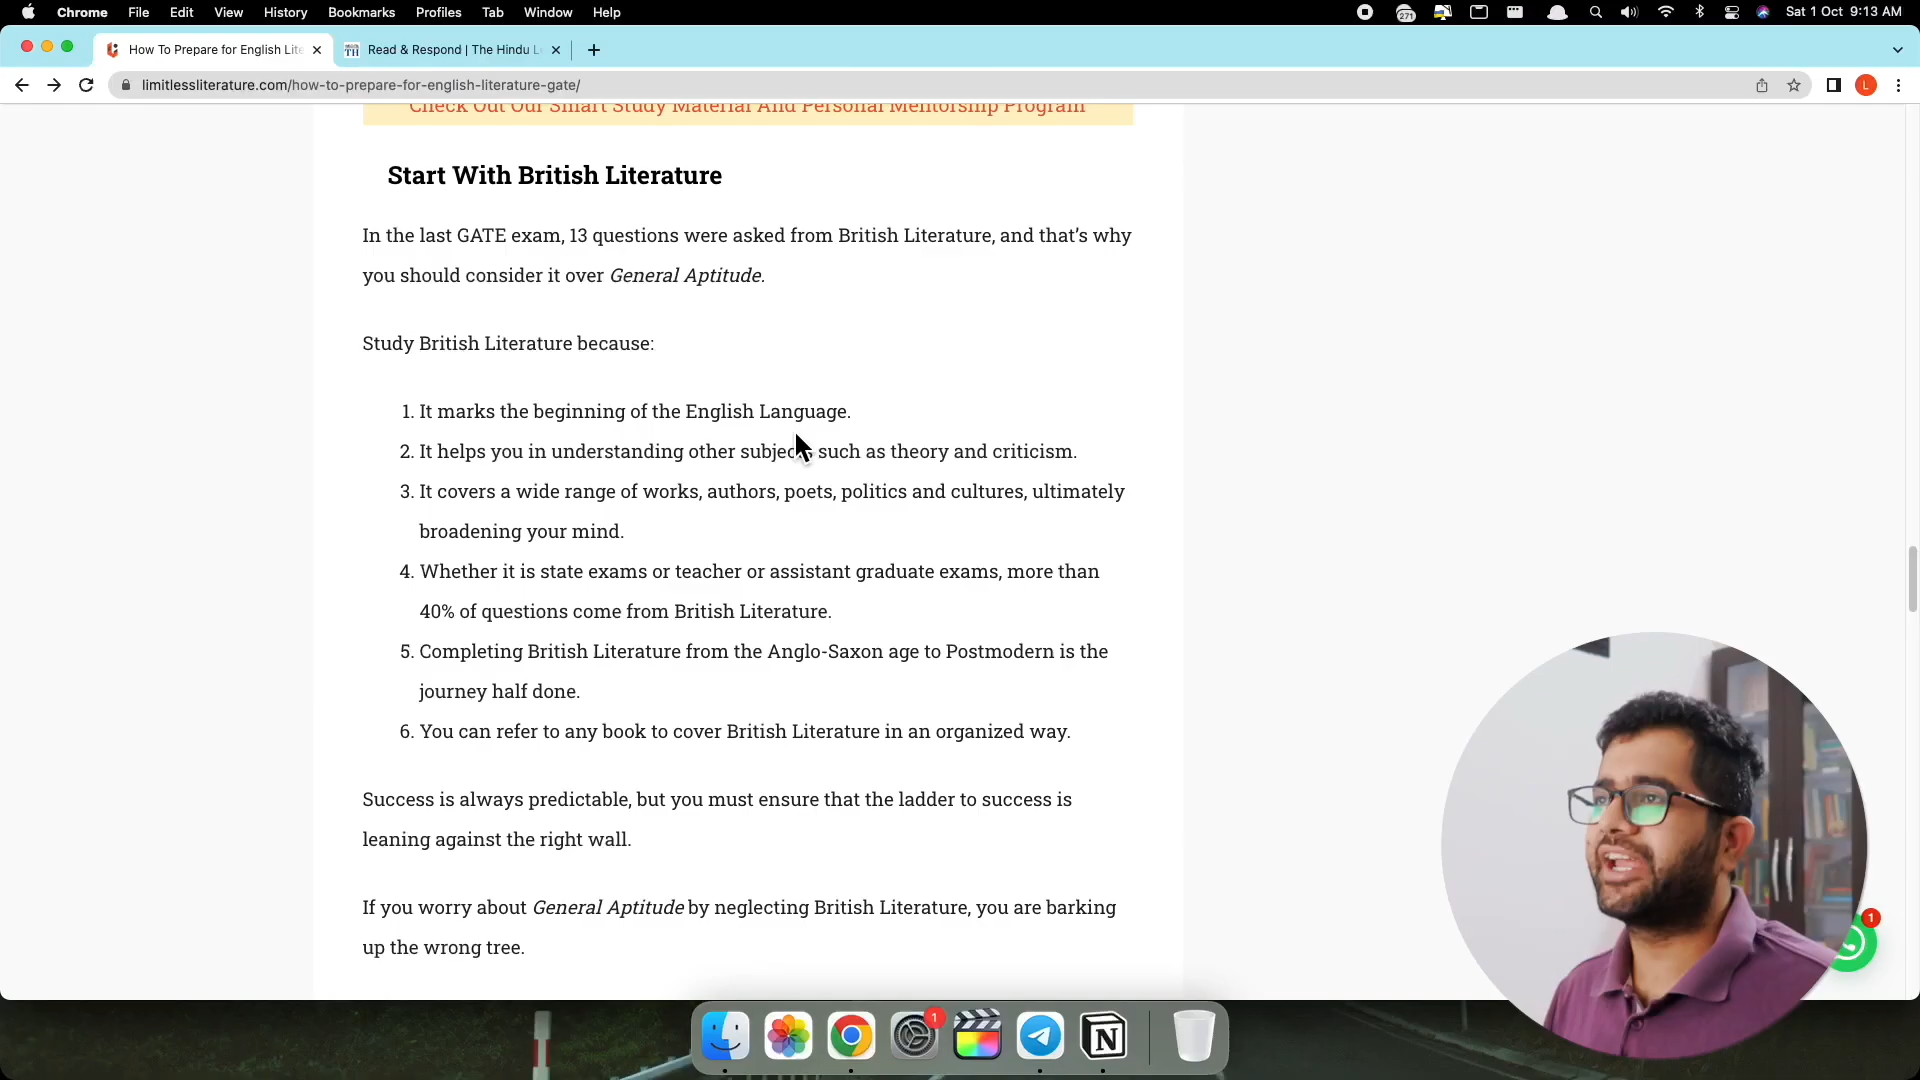 Chrome File Edit View History Bookmarks Profiles Tab Window Help
271
Sat 1 Oct 9:13 AM
How To Prepare for English Lite
Read & Respond | The Hindu L
limitlessliterature.com/how-to-prepare-for-english-literature-gate/
L
Check Out Our Smart Study Material And Personal Mentorship Program
Start With British Literature
In the last GATE exam, 13 questions were asked from British Literature, and that's why
you should consider it over General Aptitude.
Study British Literature because:
1. It marks the beginning of the English Language.
2. It helps you in understanding other subjects such as theory and criticism.
3. It covers a wide range of works, authors, poets, politics and cultures, ultimately
broadening your mind.
4. Whether it is state exams or teacher or assistant graduate exams, more than
40% of questions come from British Literature.
5. Completing British Literature from the Anglo-Saxon age to Postmodern is the
journey half done.
6. You can refer to any book to cover British Literature in an organized way.
Success is always predictable, but you must ensure that the ladder to success is
leaning against the right wall.
If you worry about General Aptitude by neglecting British Literature, you are barking
up the wrong tree.
1
1